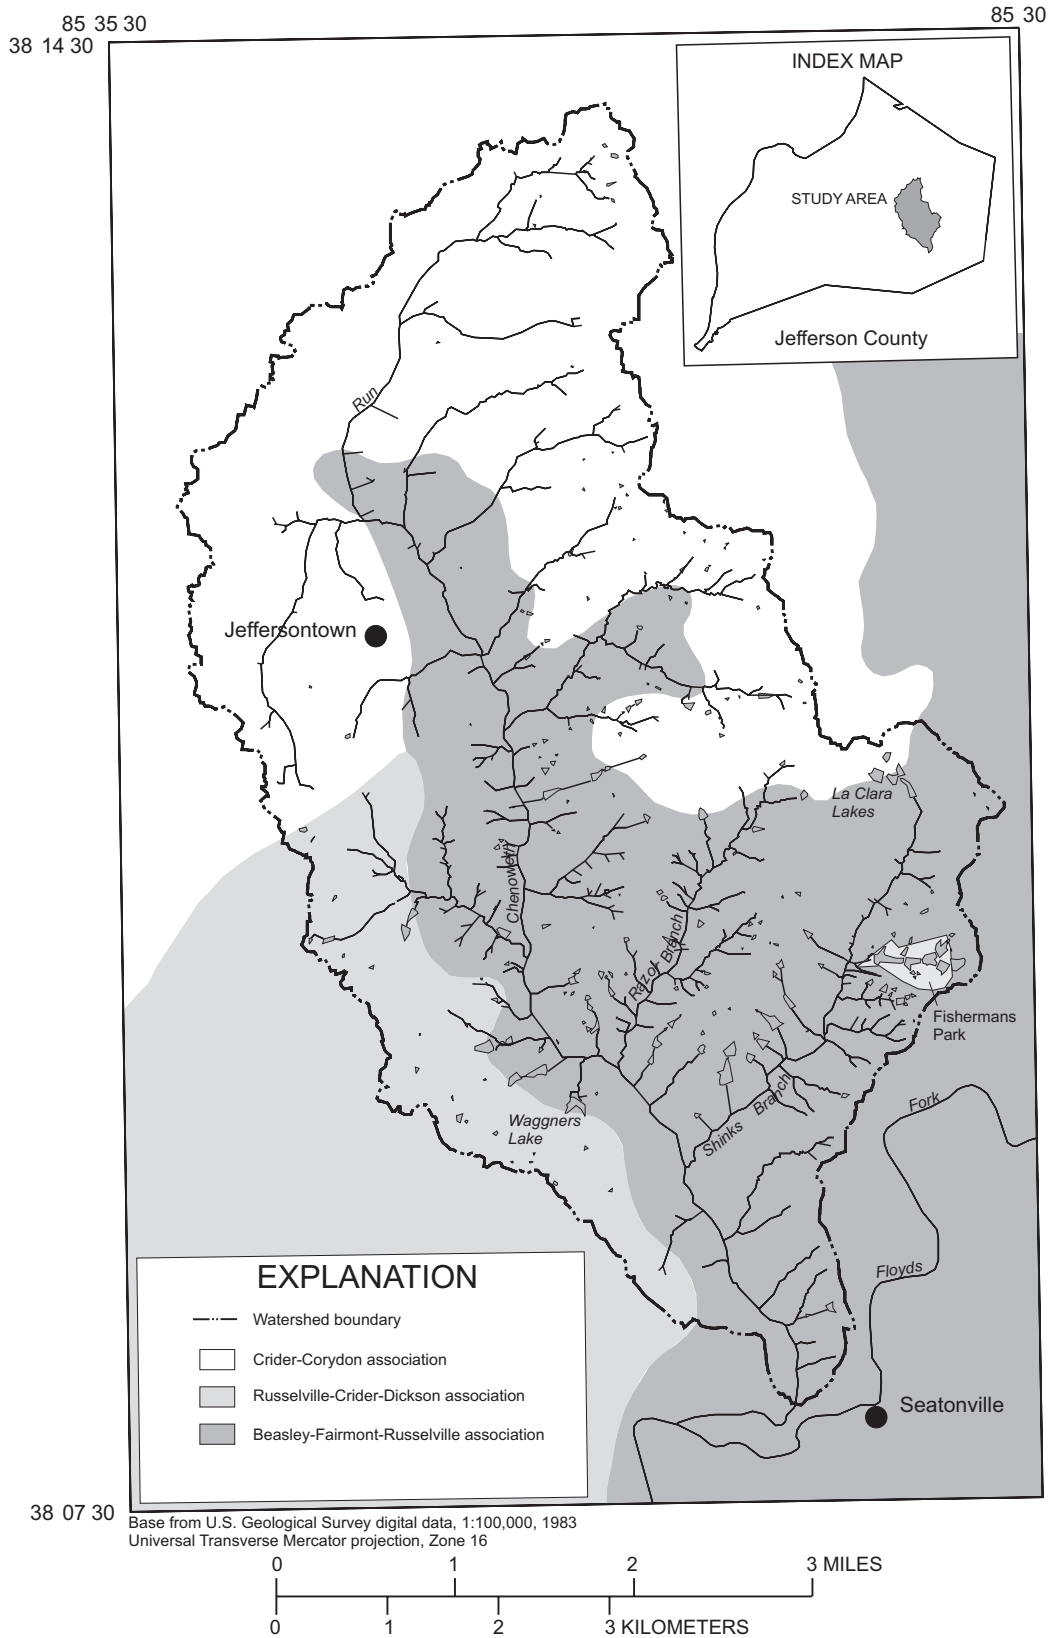 85 35 30
85 30
38 14 30
INDEX MAP
STUDY AREA
Jefferson County
Run
Jeffersontown
La Clara
Lakes
Chenoweth
Razor Branch
Fishermans
Park
Fork
Waggners
Lake
Shinks
Branch
Floyds
EXPLANATION
Watershed boundary
Crider-Corydon association
Russelville-Crider-Dickson association
Beasley-Fairmont-Russelville association
Seatonville
38 07 30
Base from U.S. Geological Survey digital data, 1:100,000, 1983
Universal Transverse Mercator projection, Zone 16
0 1 2 3 MILES
0 1 2 3 KILOMETERS